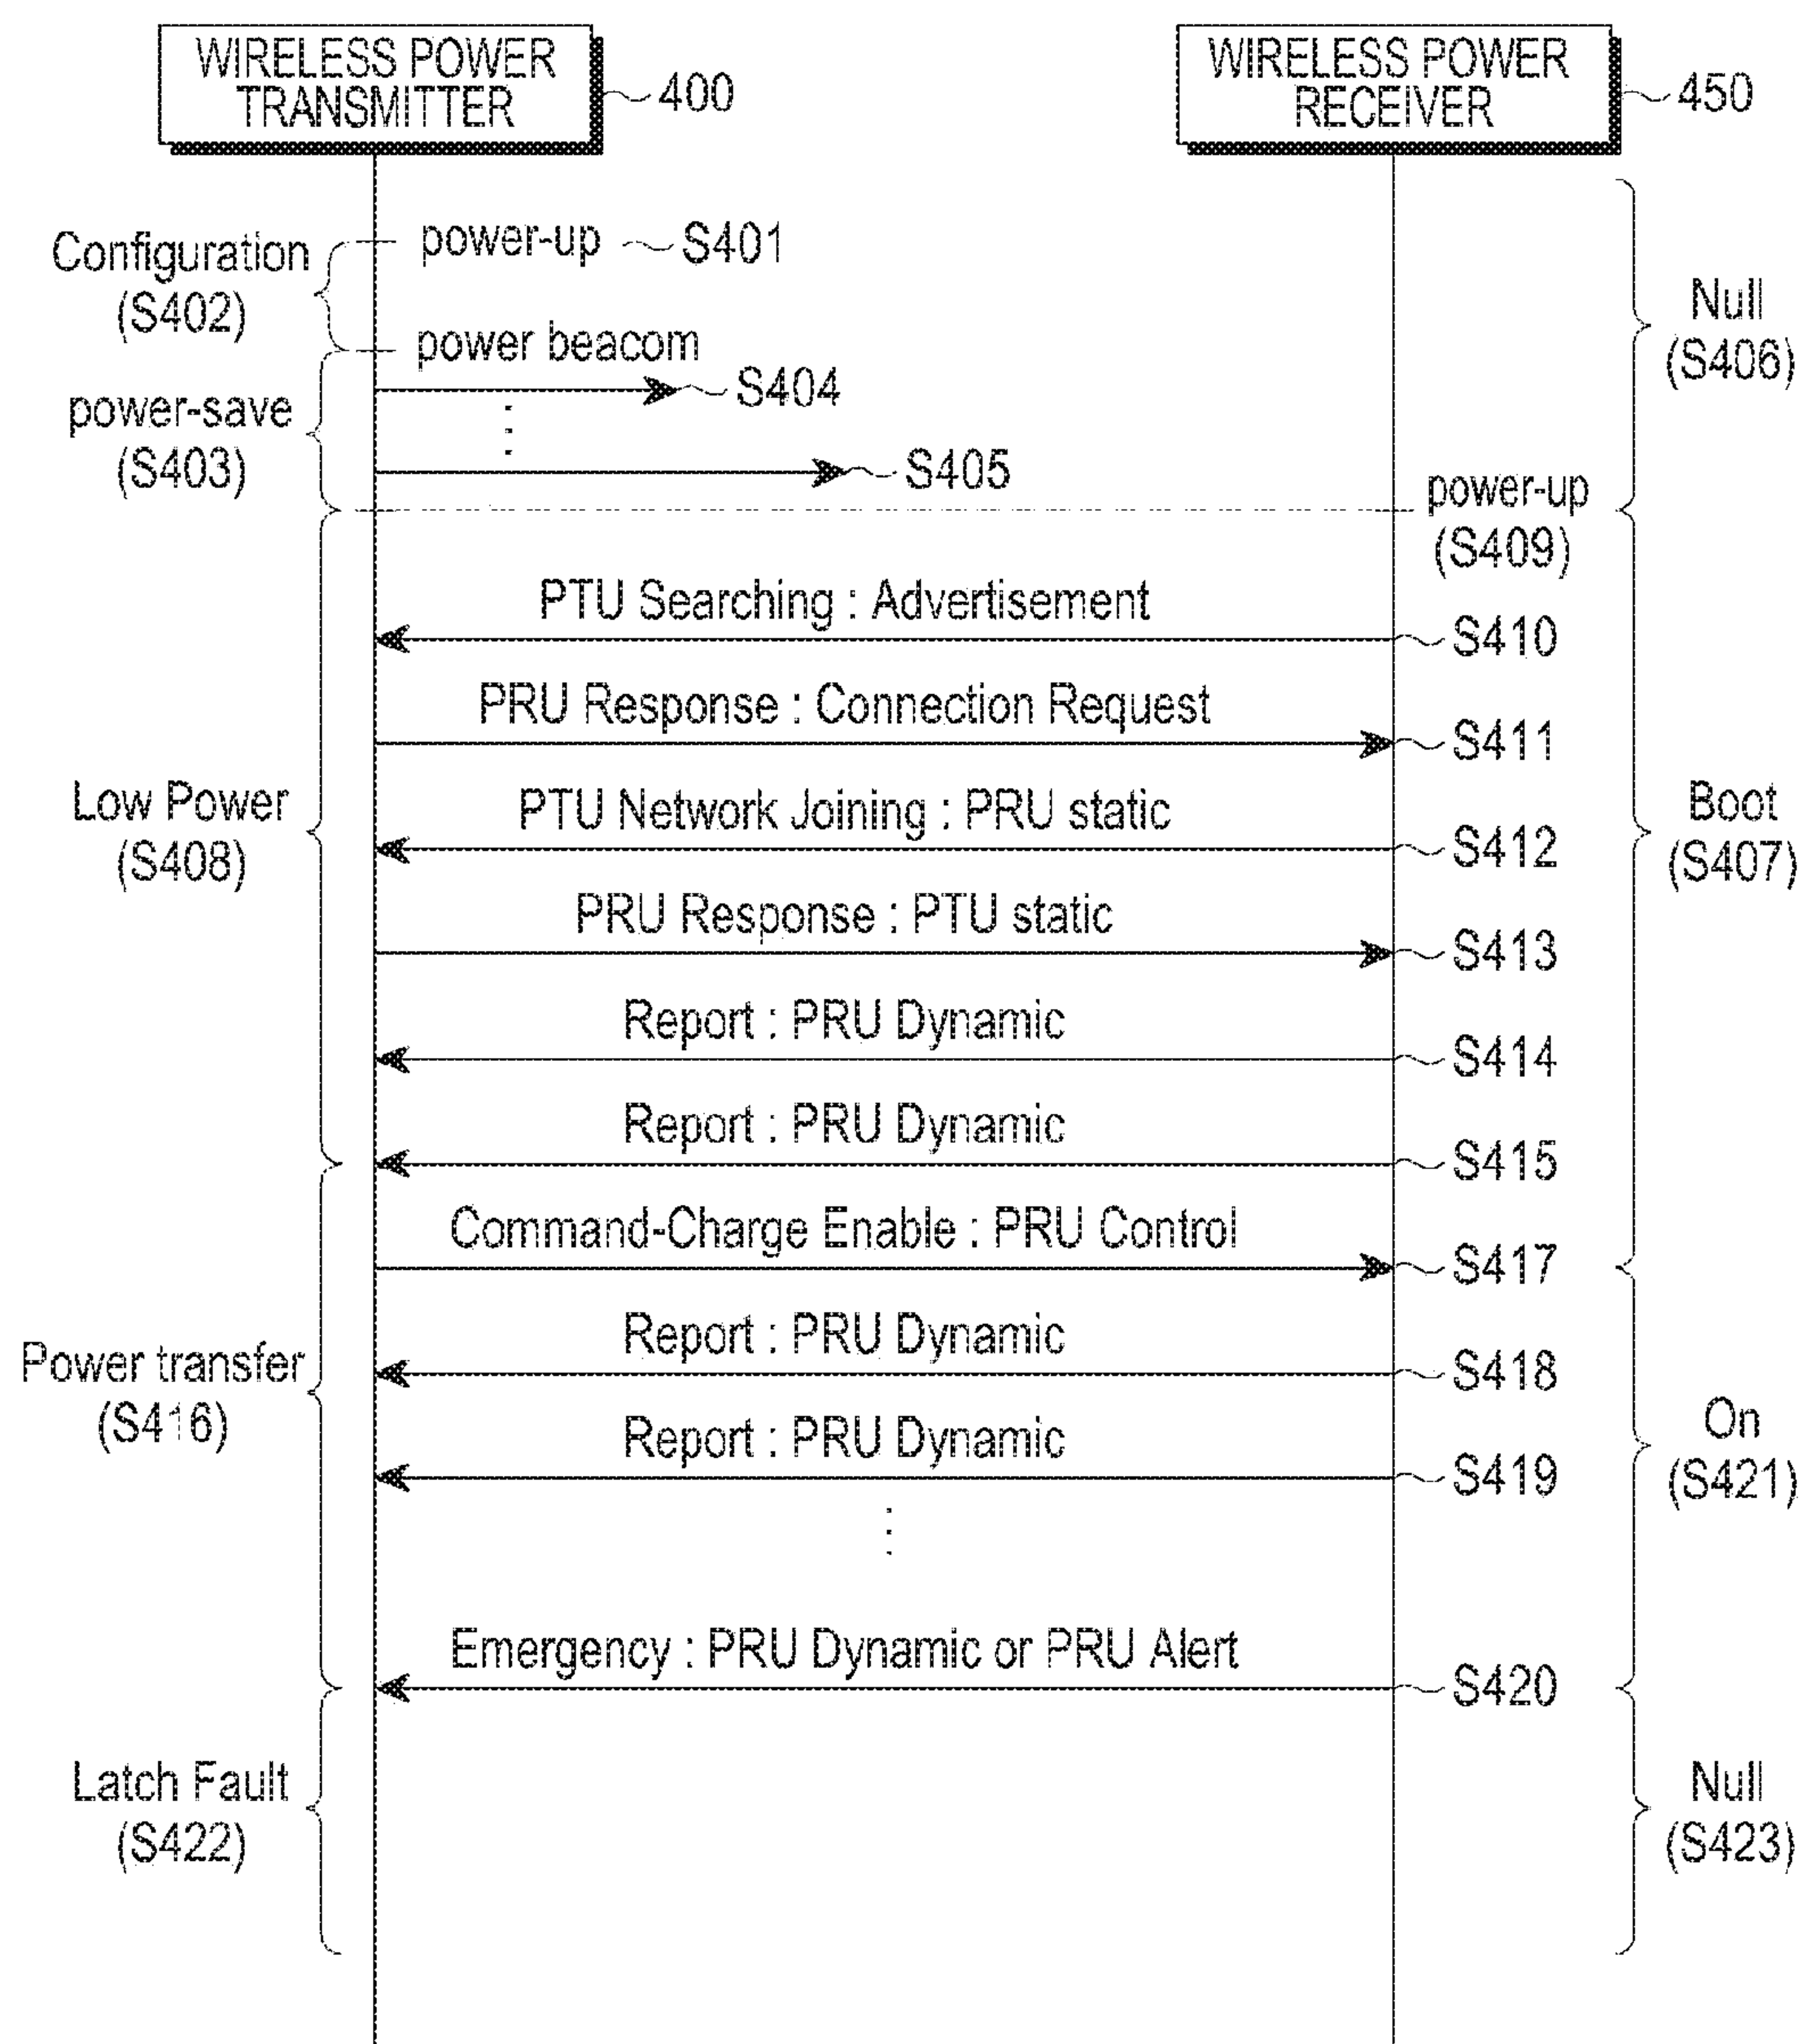 WIRELESS POWER
TRANSMITTER
400
WIRELESS POWER
RECEIVER
450
Configuration
(S402)
power-up
S401
Null
(S406)
power beacom
S404
power-save
(S403)
S405
power-up
(S409)
PTU Searching : Advertisement
S410
PRU Response : Connection Request
S411
Low Power
(S408)
PTU Network Joining : PRU static
S412
Boot
(S407)
PRU Response : PTU static
S413
Report : PRU Dynamic
S414
Report : PRU Dynamic
S415
Command-Charge Enable : PRU Control
S417
Report : PRU Dynamic
S418
Power transfer
(S416)
Report : PRU Dynamic
S419
On
(S421)
Emergency : PRU Dynamic or PRU Alert
S420
Latch Fault
(S422)
Null
(S423)